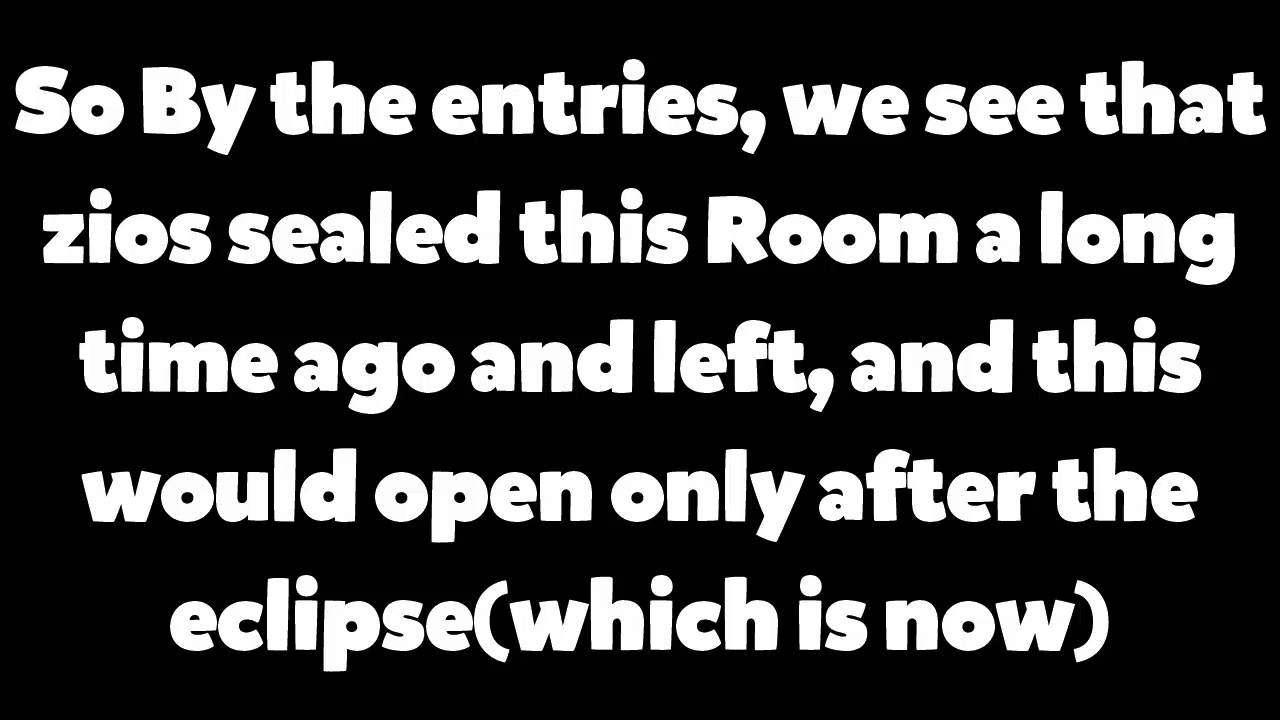 So By the entries, we see that
zios sealed this Room a long
time ago and left, and this
would open only after the
eclipse(which is now)